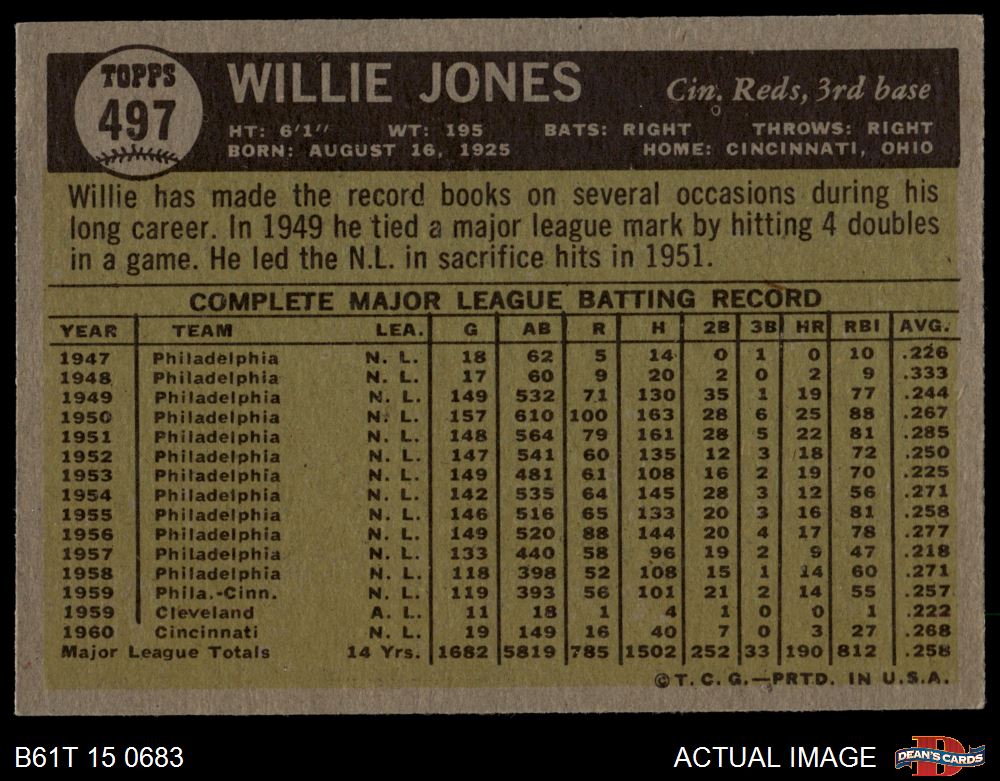 TOPPS
497
WILLIE JONES
Cin. Reds, 3rd base
HT: 6'1" WT: 195 BATS: RIGHT THROWS: RIGHT
BORN: AUGUST 16, 1925 HOME: CINCINNATI, OHIO
Willie has made the record books on several occasions during his
long career. In 1949 he tied a major league mark by hitting 4 doubles
in a game. He led the N.L. in sacrifice hits in 1951.
COMPLETE MAJOR LEAGUE BATTING RECORD
YEAR TEAM LEA. G AB R H 2B 3B HR RBI AVG.
1947 Philadelphia N. L. 18 62 5 14 0 1 0 10 .226
1948 Philadelphia N. L. 17 60 9 20 2 0 2 9 .333
1949 Philadelphia N. L. 149 532 71 130 35 1 19 77 .244
1950 Philadelphia N. L. 157 610 100 163 28 6 25 88 .267
1951 Philadelphia N. L. 148 564 79 161 28 5 22 81 .285
1952 Philadelphia N. L. 147 541 60 135 12 3 18 72 .250
1953 Philadelphia N. L. 149 481 61 108 16 2 19 70 .225
1954 Philadelphia N. L. 142 535 64 145 28 3 12 56 .271
1955 Philadelphia N. L. 146 516 65 133 20 3 16 81 .258
1956 Philadelphia N. L. 149 520 88 144 20 4 17 78 .277
1957 Philadelphia N. L. 133 440 58 96 19 2 9 47 .218
1958 Philadelphia N. L. 118 398 52 108 15 1 14 60 .271
1959 Phila.-Cinn. N. L. 119 393 56 101 21 2 14 55 .257
1959 Cleveland A. L. 11 18 1 4 1 0 0 1 .222
1960 Cincinnati N. L. 19 149 16 40 7 0 3 27 .268
Major League Totals 14 Yrs. 1682 5819 785 1502 252 33 190 812 .258
©T. C. G.—PRTD. IN U.S.A.
B61T 15 0683
ACTUAL IMAGE
D
DEAN'S CARDS